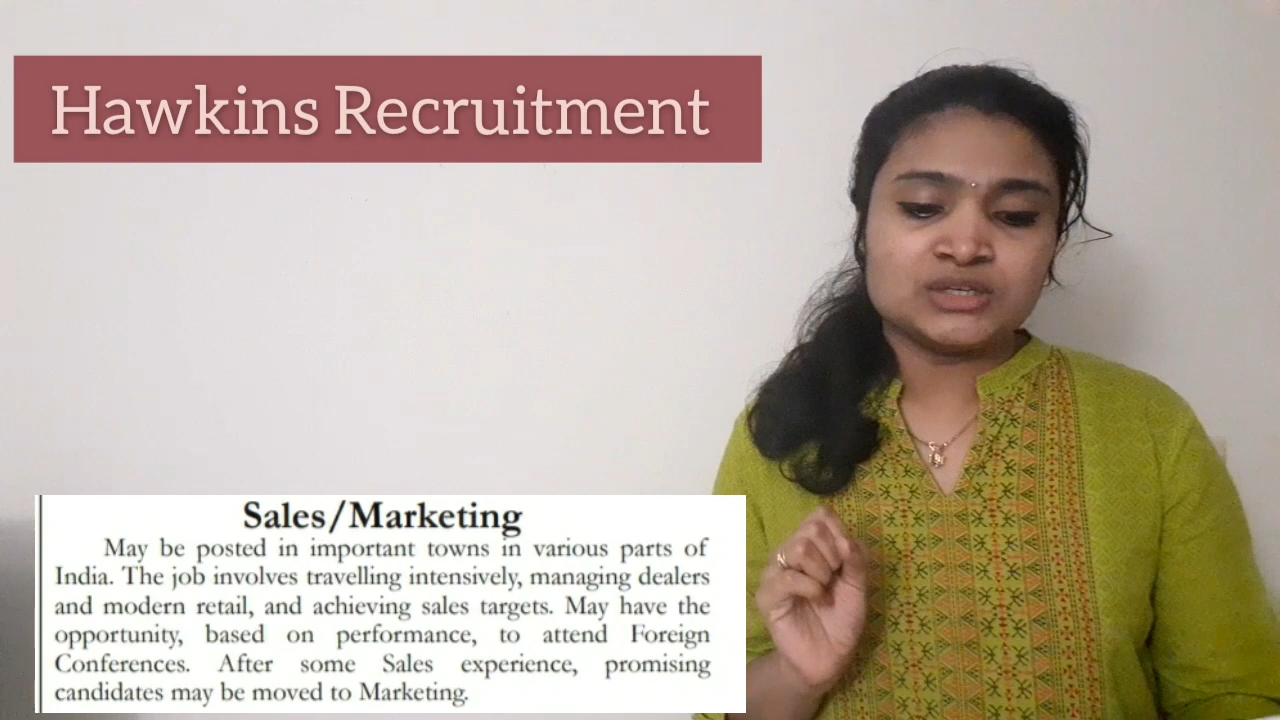 Hawkins Recruitment
Sales/Marketing
May be posted in important towns in various parts of
India. The job involves travelling intensively, managing dealers
and modern retail, and achieving sales targets. May have the
opportunity, based on performance, to attend Foreign
Conferences. After some Sales experience, promising
candidates may be moved to Marketing.